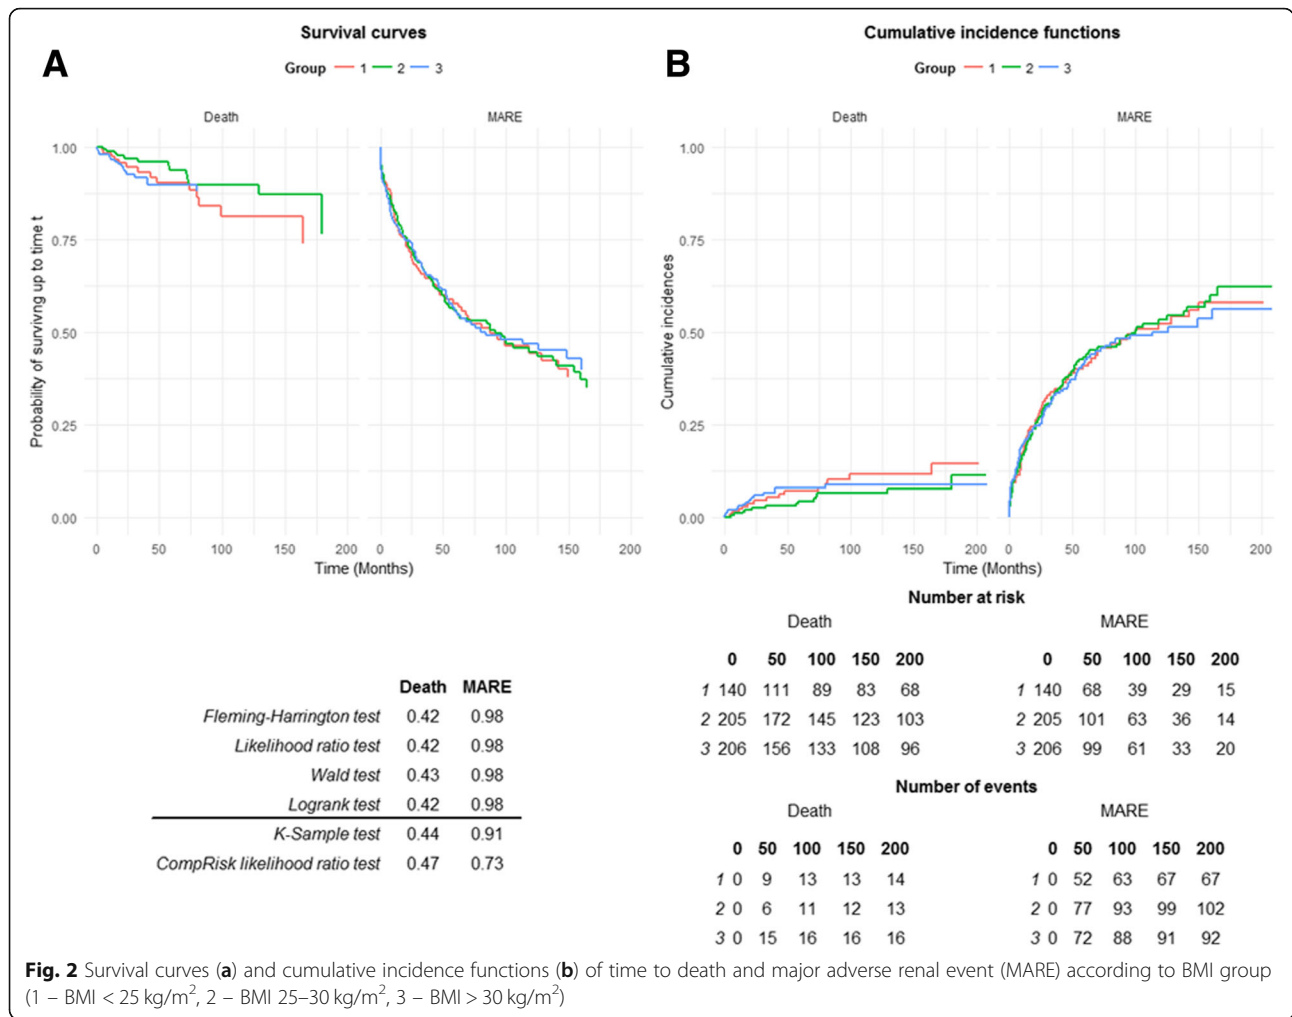 Survival curves
A
Group 1 2 3
Death MARE
Probability of survivng up to time t
1.00
0.75
0.50
0.25
0.00
0 50 100 150 200 0 50 100 150 200
Time (Months)
Cumulative incidence functions
B
Group 1 2 3
Death MARE
Cumulative incidences
1.00
0.75
0.50
0.25
0.00
0 50 100 150 200 0 50 100 150 200
Time (Months)
Death MARE
Fleming-Harrington test 0.42 0.98
Likelihood ratio test 0.42 0.98
Wald test 0.43 0.98
Logrank test 0.42 0.98
K-Sample test 0.44 0.91
CompRisk likelihood ratio test 0.47 0.73
Number at risk
Death MARE
0 50 100 150 200 0 50 100 150 200
1 140 111 89 83 68 1 140 68 39 29 15
2 205 172 145 123 103 2 205 101 63 36 14
3 206 156 133 108 96 3 206 99 61 33 20
Number of events
Death MARE
0 50 100 150 200 0 50 100 150 200
1 0 9 13 13 14 1 0 52 63 67 67
2 0 6 11 12 13 2 0 77 93 99 102
3 0 15 16 16 16 3 0 72 88 91 92
Fig. 2 Survival curves (a) and cumulative incidence functions (b) of time to death and major adverse renal event (MARE) according to BMI group
(1 – BMI < 25 kg/m², 2 – BMI 25–30 kg/m², 3 – BMI > 30 kg/m²)